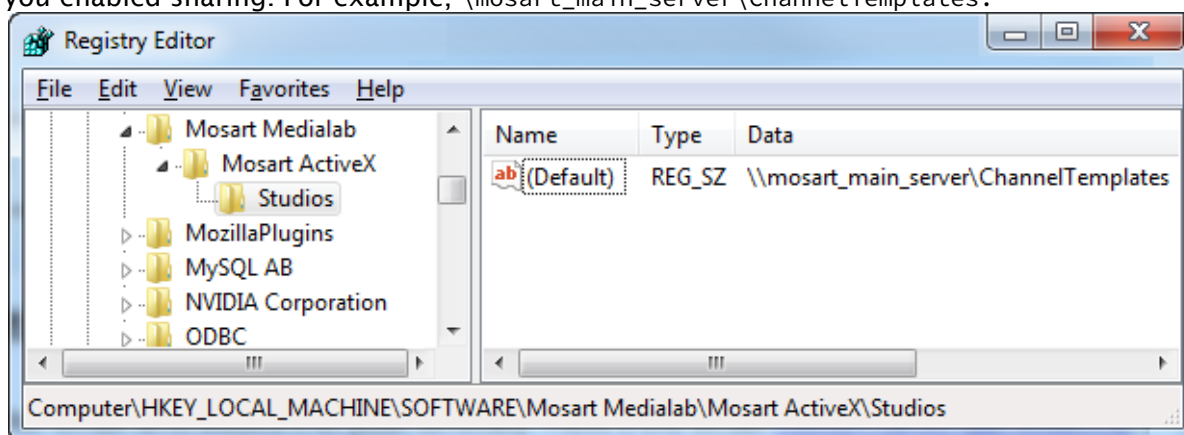 you enabled sharing. For example, \mosart_main_server\ChannelTemplates.
Registry Editor
File Edit View Favorites Help
Mosart Medialab
Mosart ActiveX
Studios
MozillaPlugins
MySQL AB
NVIDIA Corporation
ODBC
Name Type Data
ab (Default) REG_SZ \\mosart_main_server\ChannelTemplates
Computer\HKEY_LOCAL_MACHINE\SOFTWARE\Mosart Medialab\Mosart ActiveX\Studios